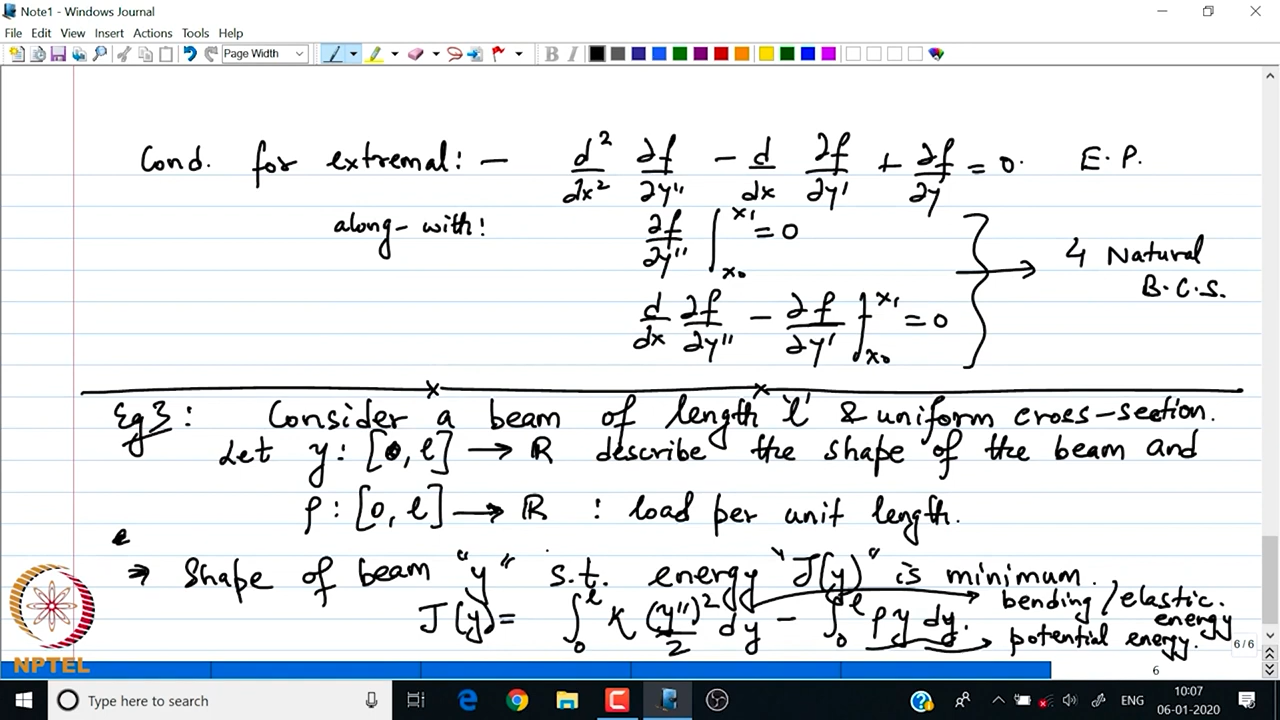 Note1 - Windows Journal
File Edit View Insert Actions Tools Help
Page Width
Cond. for extremal: — d²/dx² ∂f/∂y'' − d/dx ∂f/∂y' + ∂f/∂y = 0. E.P.
along-with: ∂f/∂y'' |_{x₀}^{x₁} = 0
4 Natural
B.C.S.
d/dx ∂f/∂y'' − ∂f/∂y' |_{x₀}^{x₁} = 0
Eg3: Consider a beam of length 'l' & uniform cross-section.
Let y: [0, l] → ℝ describe the shape of the beam and
ρ: [0, l] → ℝ : load per unit length.
⇒ Shape of beam "y" s.t. energy "J(y)" is minimum.
J(y) = ∫₀^l K (y'')²/2 dy − ∫₀^l ρy dy.
bending/elastic.
energy
potential energy.
NPTEL
6/6
6
Type here to search
ENG
10:07
06-01-2020